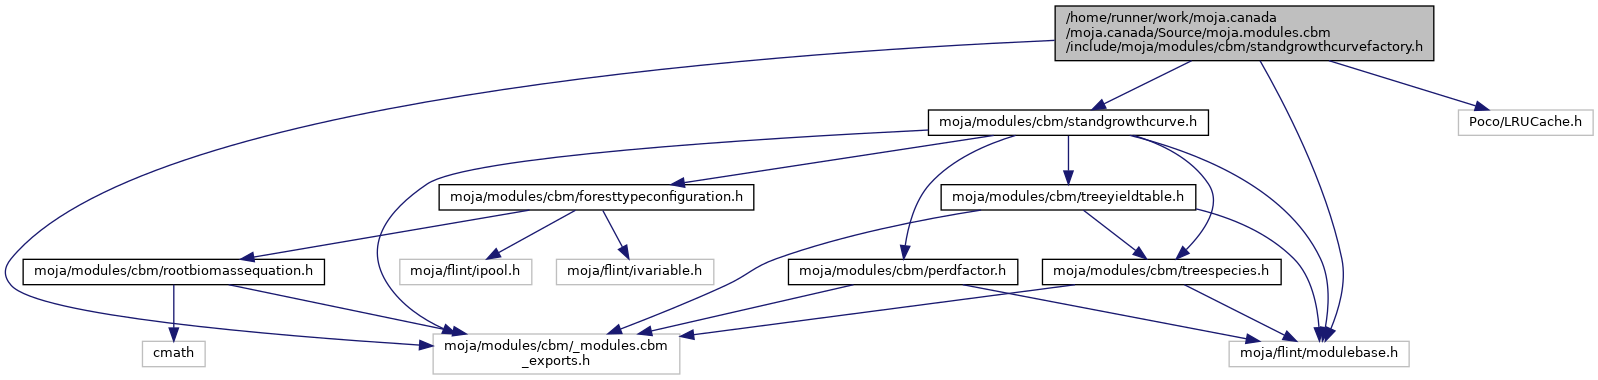 /home/runner/work/moja.canada
/moja.canada/Source/moja.modules.cbm
/include/moja/modules/cbm/standgrowthcurvefactory.h
moja/modules/cbm/standgrowthcurve.h
Poco/LRUCache.h
moja/modules/cbm/foresttypeconfiguration.h
moja/modules/cbm/treeyieldtable.h
moja/modules/cbm/rootbiomassequation.h
moja/flint/ipool.h
moja/flint/ivariable.h
moja/modules/cbm/perdfactor.h
moja/modules/cbm/treespecies.h
cmath
moja/modules/cbm/_modules.cbm
_exports.h
moja/flint/modulebase.h